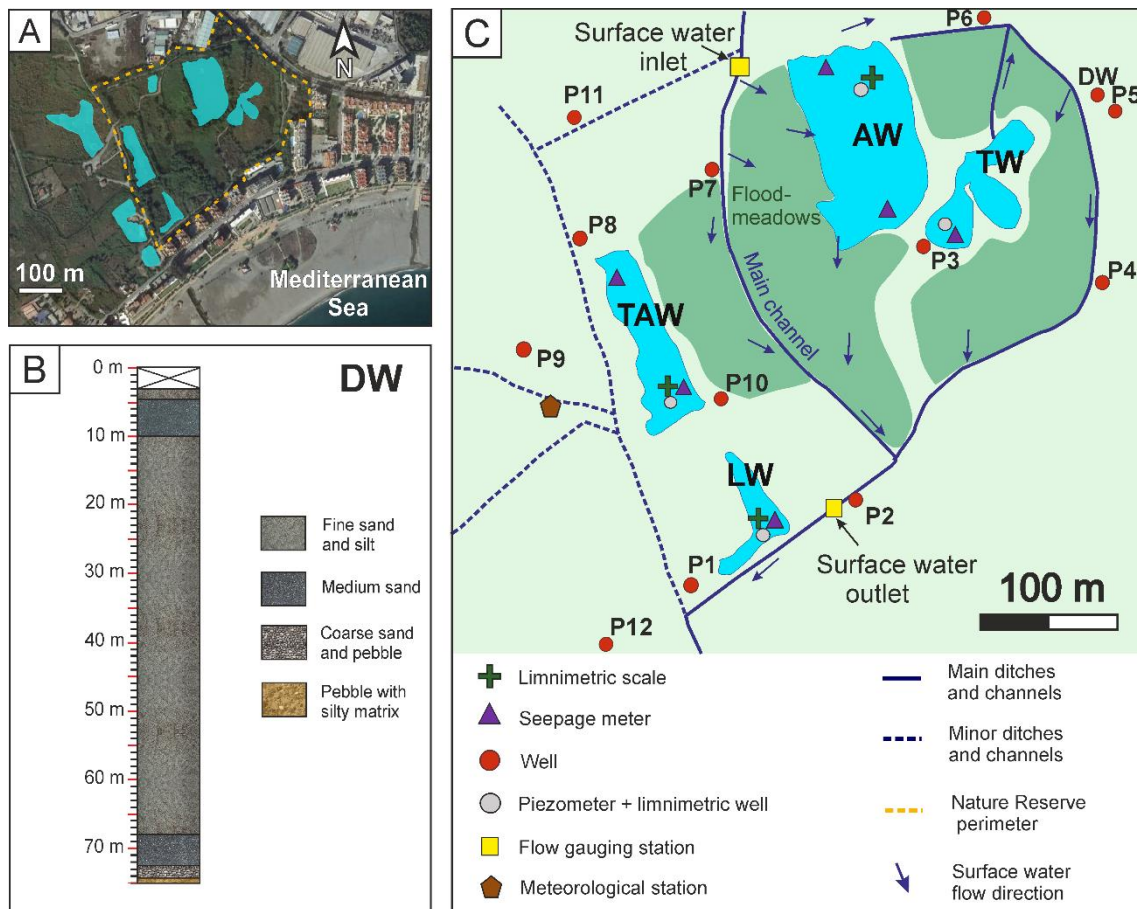 A
N
100 m
Mediterranean
Sea
B
DW
0 m
10 m
20 m
30 m
40 m
50 m
60 m
70 m
Fine sand
and silt
Medium sand
Coarse sand
and pebble
Pebble with
silty matrix
C
Surface water
inlet
P6
DW
P5
P11
AW
TW
P7
Flood-
meadows
P8
P3
P4
Main channel
TAW
P9
P10
LW
P2
P1
Surface water
outlet
P12
100 m
Limnimetric scale
Seepage meter
Well
Piezometer + limnimetric well
Flow gauging station
Meteorological station
Main ditches
and channels
Minor ditches
and channels
Nature Reserve
perimeter
Surface water
flow direction